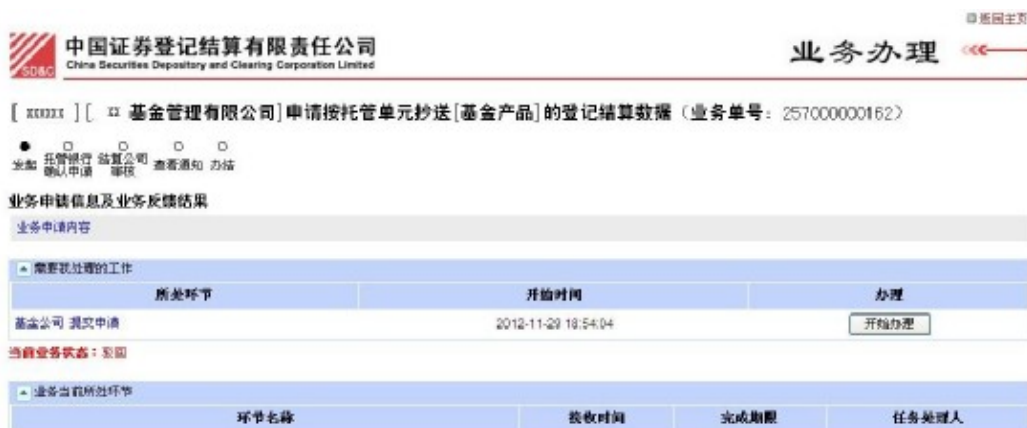 返回主页
中国证券登记结算有限责任公司
China Securities Depository and Clearing Corporation Limited
SD&C
业务办理
[ xxxxx ][ xx 基金管理有限公司]申请按托管单元抄送[基金产品]的登记结算数据（业务单号：257000000162）
发起 托管银行确认申请 结算公司审核 查看通知 办结
业务申请信息及业务反馈结果
业务申请内容
需要我处理的工作
所处环节 开始时间 办理
基金公司 提交申请 2012-11-29 18:54:04 开始办理
当前业务状态：驳回
业务当前所处环节
环节名称 接收时间 完成期限 任务处理人